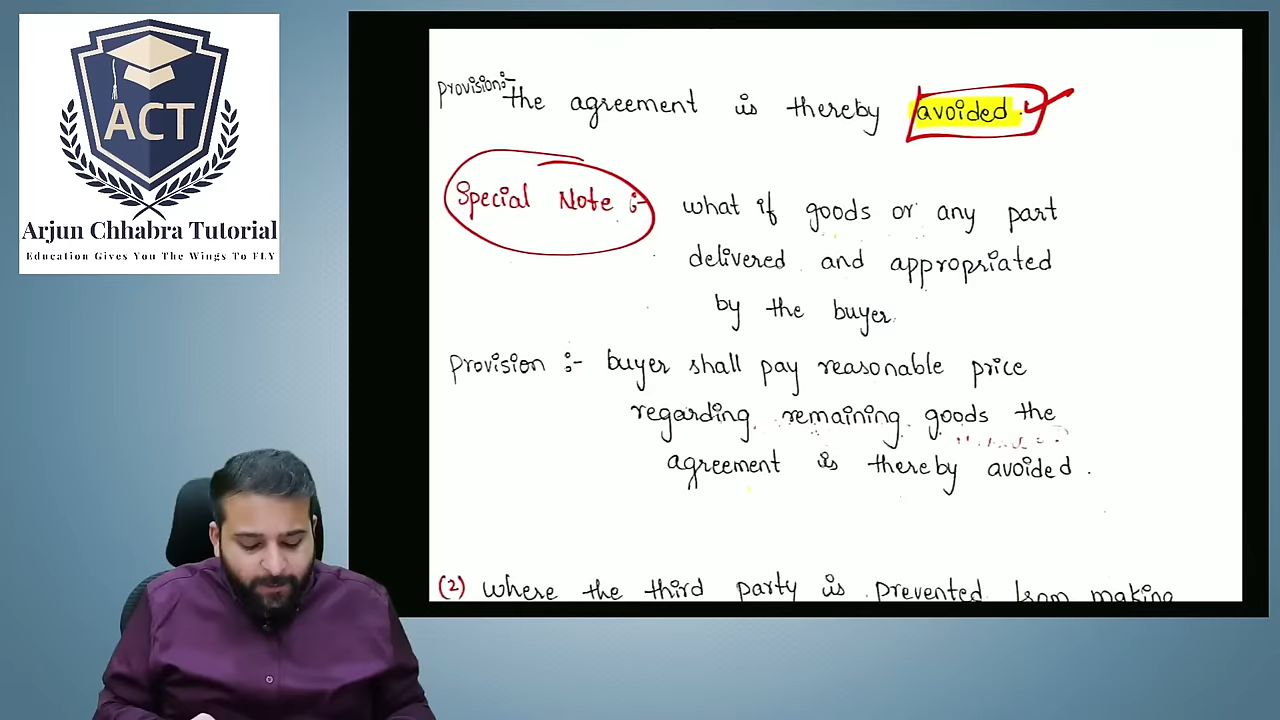 ACT
Arjun Chhabra Tutorial
Education Gives You The Wings To FLY
provision:- the agreement is thereby avoided.
Special Note :- what if goods or any part
delivered and appropriated
by the buyer.
provision :- buyer shall pay reasonable price
regarding remaining goods the
agreement is thereby avoided.
(2) where the third party is prevented from making